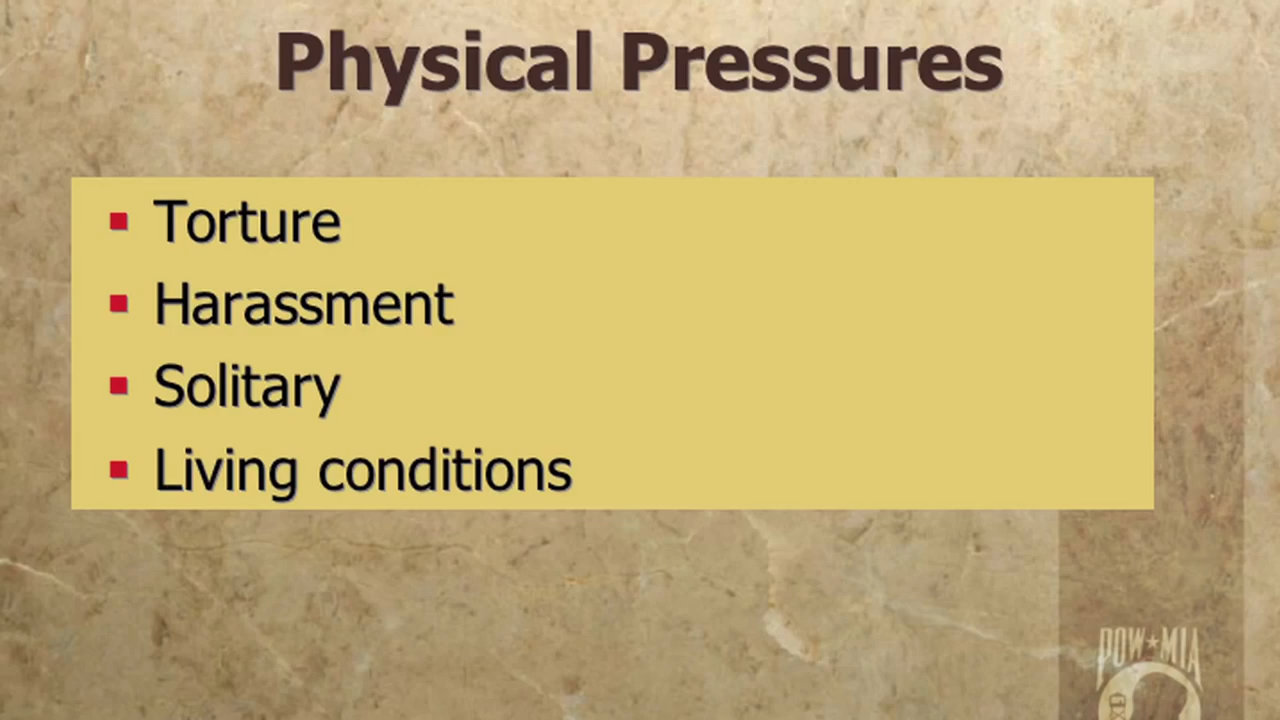 Physical Pressures
Torture
Harassment
Solitary
Living conditions
POW★MIA